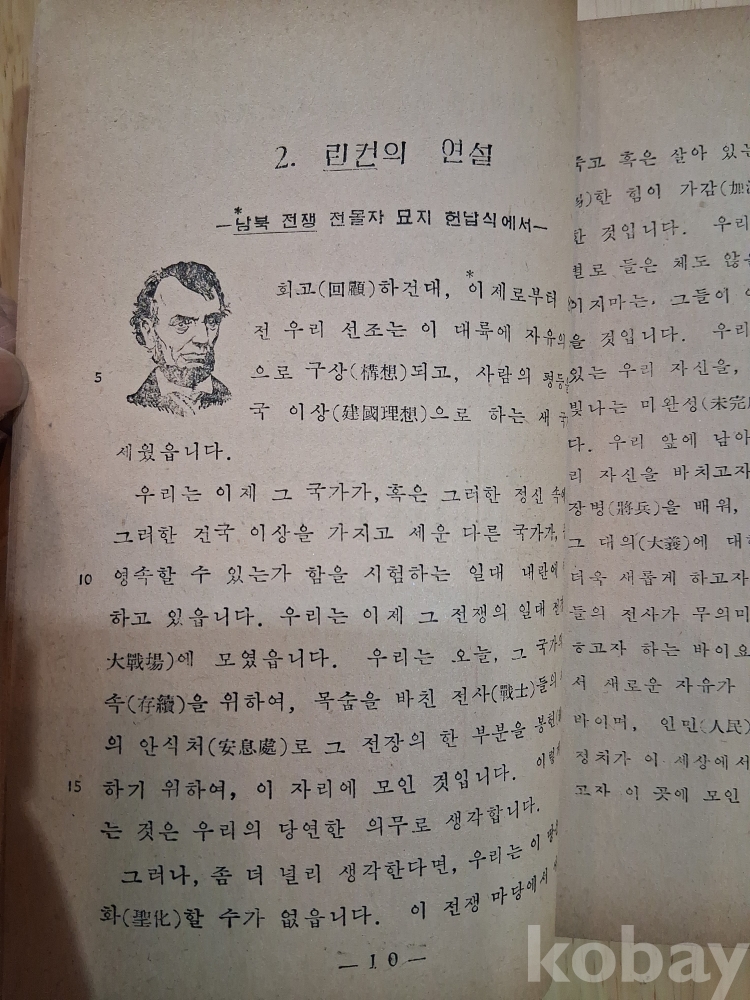 2. 린컨의 연설
—*남북 전쟁 전몰자 묘지 헌납식에서—
회고(回顧)하건대, *이제로부터
전 우리 선조는 이 대륙에 자유의
5
으로 구상(構想)되고, 사람의 평등을
국 이상(建國理想)으로 하는 새
세웠읍니다.
우리는 이제 그 국가가, 혹은 그러한 정신 속에
그러한 건국 이상을 가지고 세운 다른 국가가,
10 영속할 수 있는가 함을 시험하는 일대 내란에
하고 있읍니다. 우리는 이제 그 전쟁의 일대
大戰場)에 모였읍니다. 우리는 오늘, 그 국가의
속(存續)을 위하여, 목숨을 바친 전사(戰士)들의
의 안식처(安息處)로 그 전장의 한 부분을 봉헌
15 하기 위하여, 이 자리에 모인 것입니다. 이렇게
는 것은 우리의 당연한 의무로 생각합니다.
그러나, 좀 더 널리 생각한다면, 우리는 이
화(聖化)할 수가 없읍니다. 이 전쟁 마당에서
— 10 —
죽고 혹은 살아 있는
한 힘이 가감(加
한 것입니다. 우리
별로 들은 체도 않을
이지마는, 그들이
을 것입니다. 우리
있는 우리 자신을,
빛나는 미완성(未完成
다. 우리 앞에 남아
리 자신을 바치고자
장병(將兵)을 배워,
그 대의(大義)에 대하
더욱 새롭게 하고자
들의 전사가 무의미
하고자 하는 바이요
서 새로운 자유가
바이며, 인민(人民)
정치가 이 세상에서
고자 이 곳에 모인
kobay